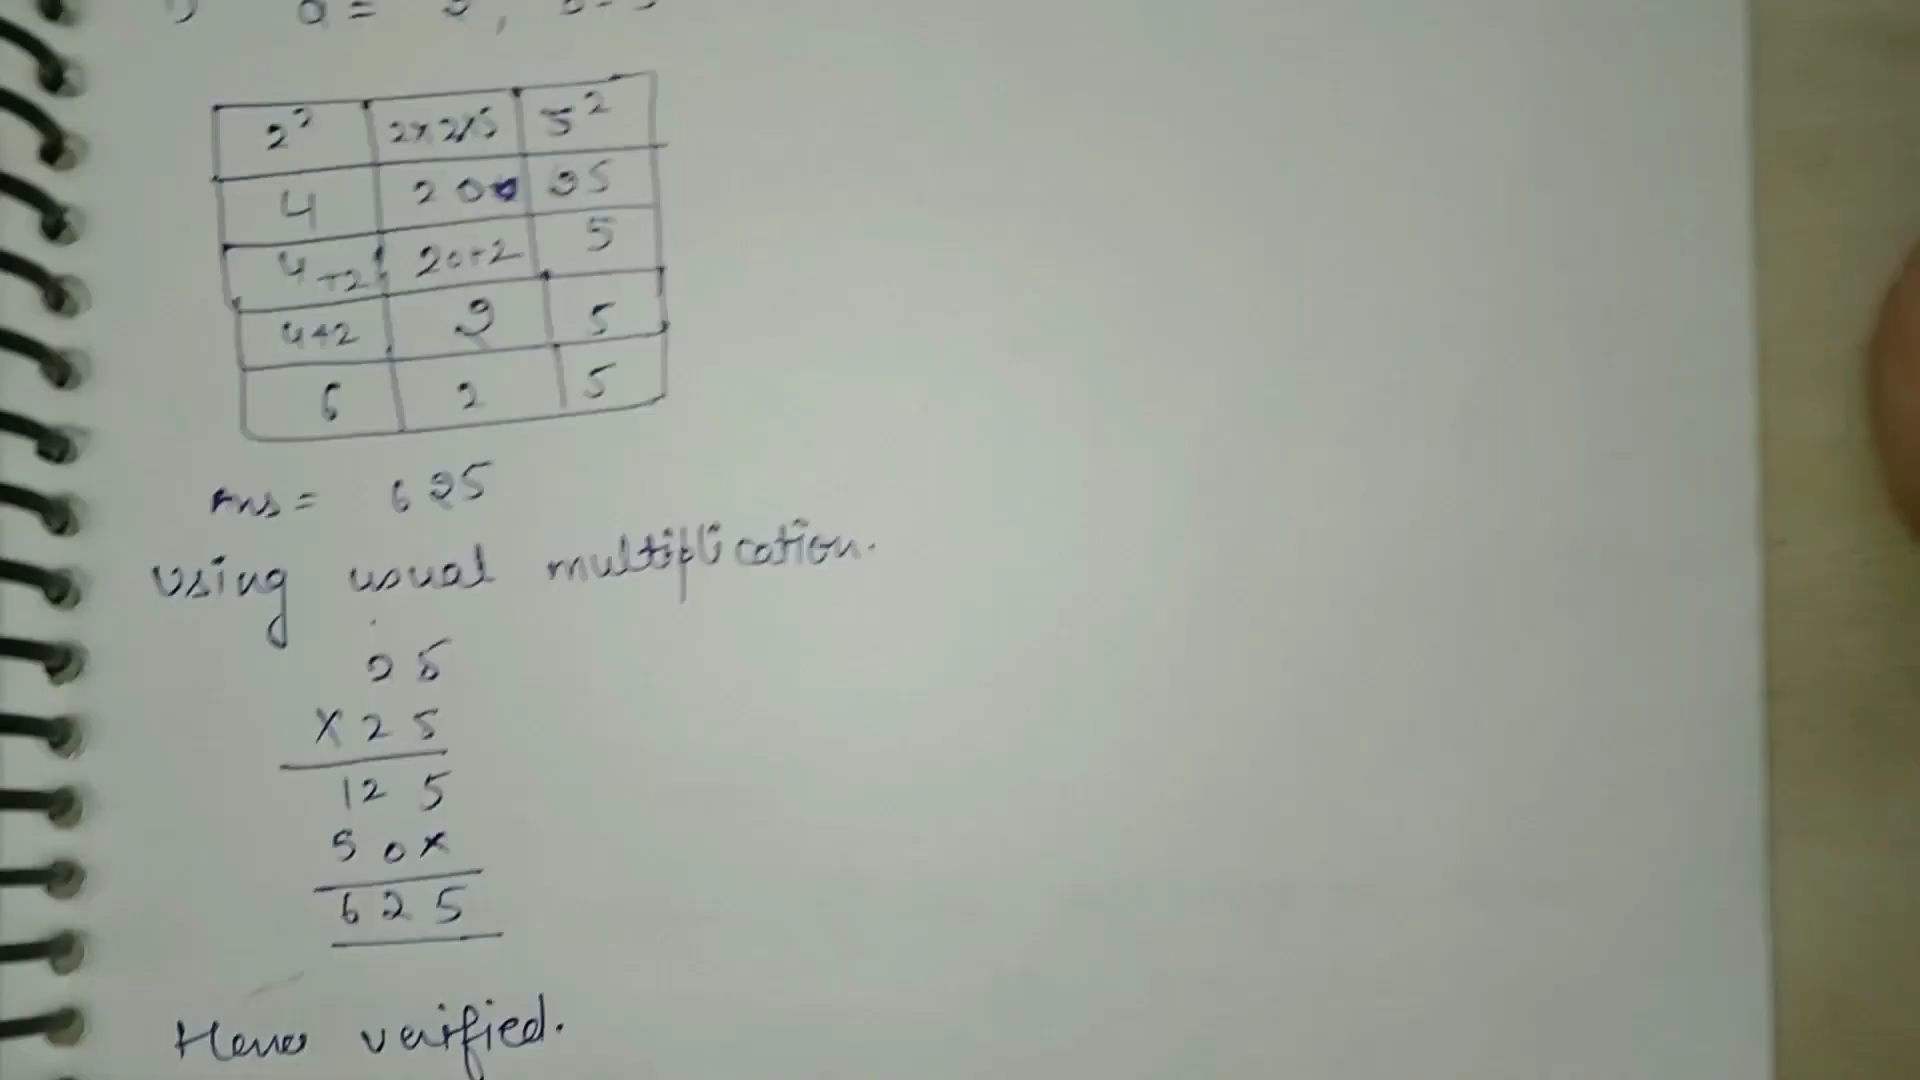 a =
2² 2×2×5 5²
4 20 25
4+2 20+2 5
4+2 2 5
6 2 5
Ans = 625
Using usual multiplication.
25
×25
125
50×
625
Hence verified.